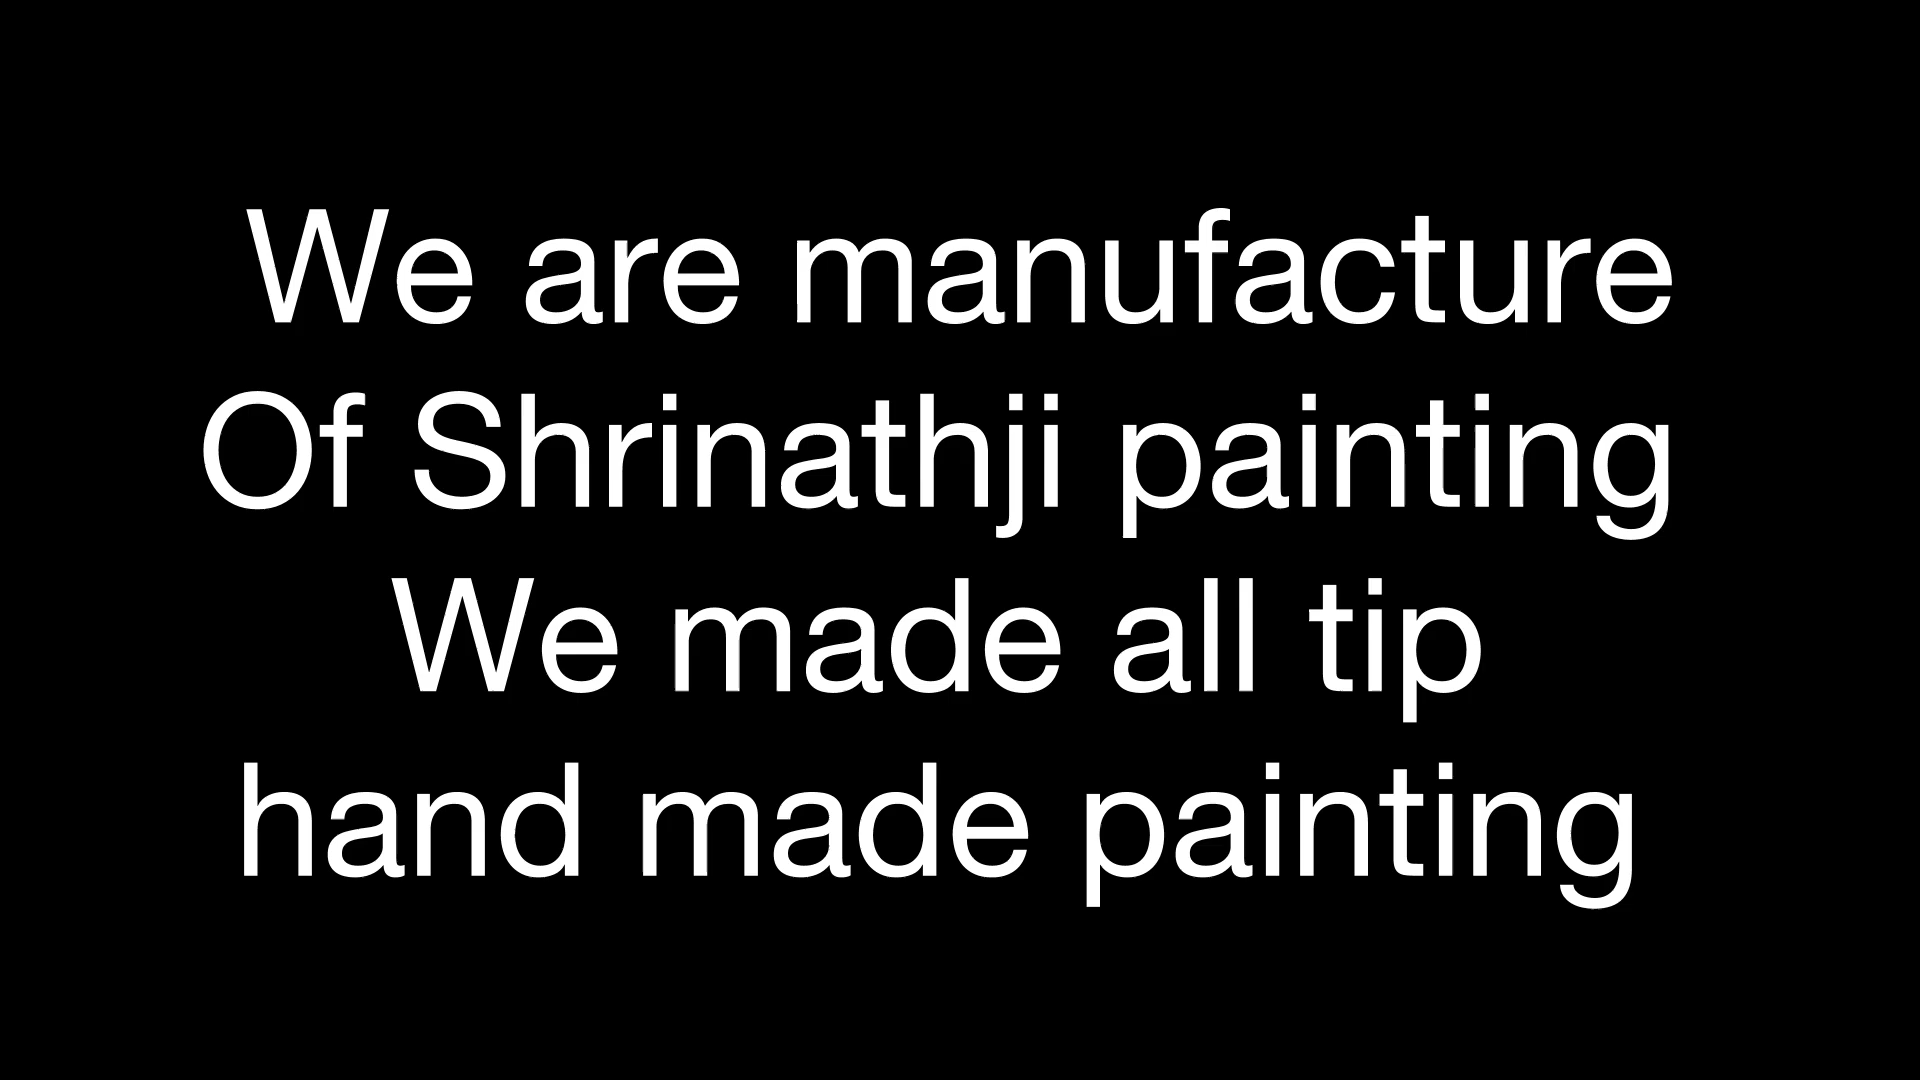 We are manufacture
Of Shrinathji painting
We made all tip
hand made painting